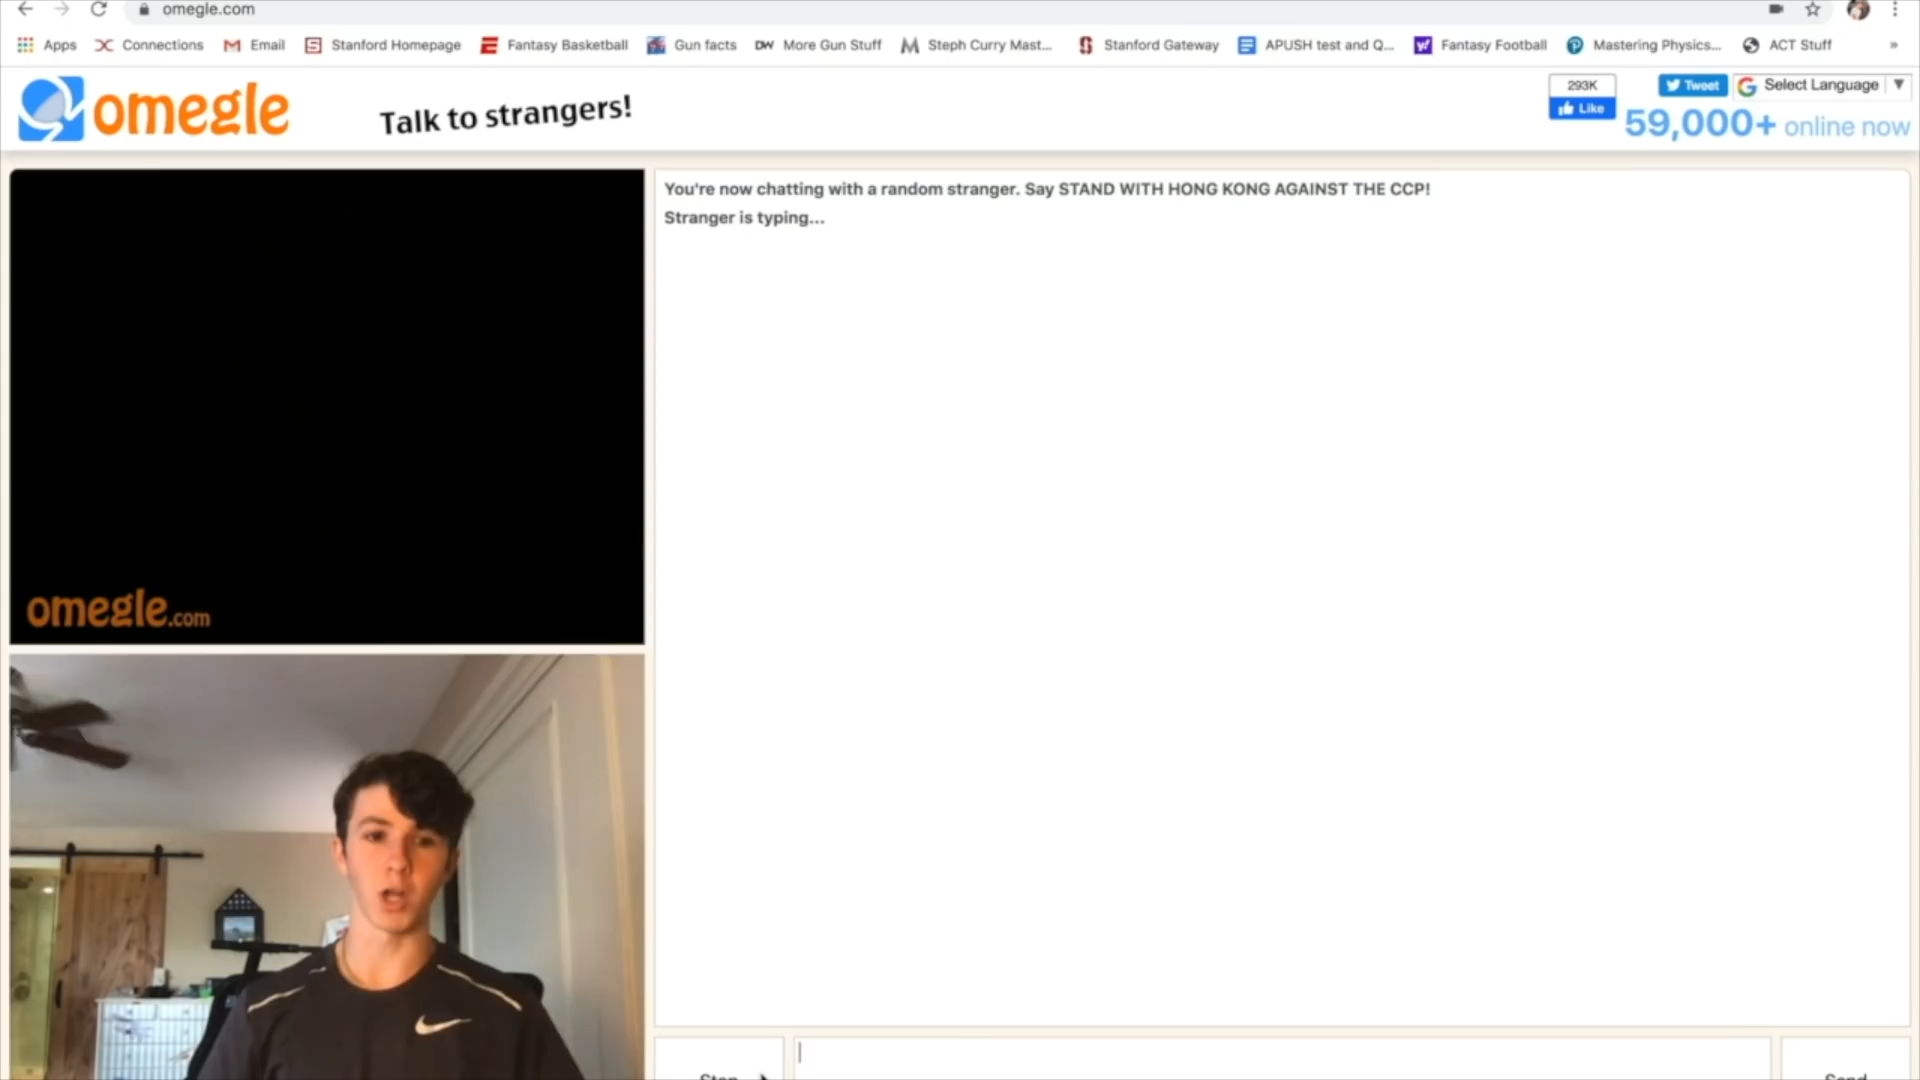 omegle.com
Apps Connections Email Stanford Homepage Fantasy Basketball Gun facts DW More Gun Stuff Steph Curry Mast... Stanford Gateway APUSH test and Q... Fantasy Football Mastering Physics... ACT Stuff »
omegle
Talk to strangers!
293K
Like
Tweet
Select Language
59,000+ online now
You're now chatting with a random stranger. Say STAND WITH HONG KONG AGAINST THE CCP!
Stranger is typing...
omegle.com
Stop
Send